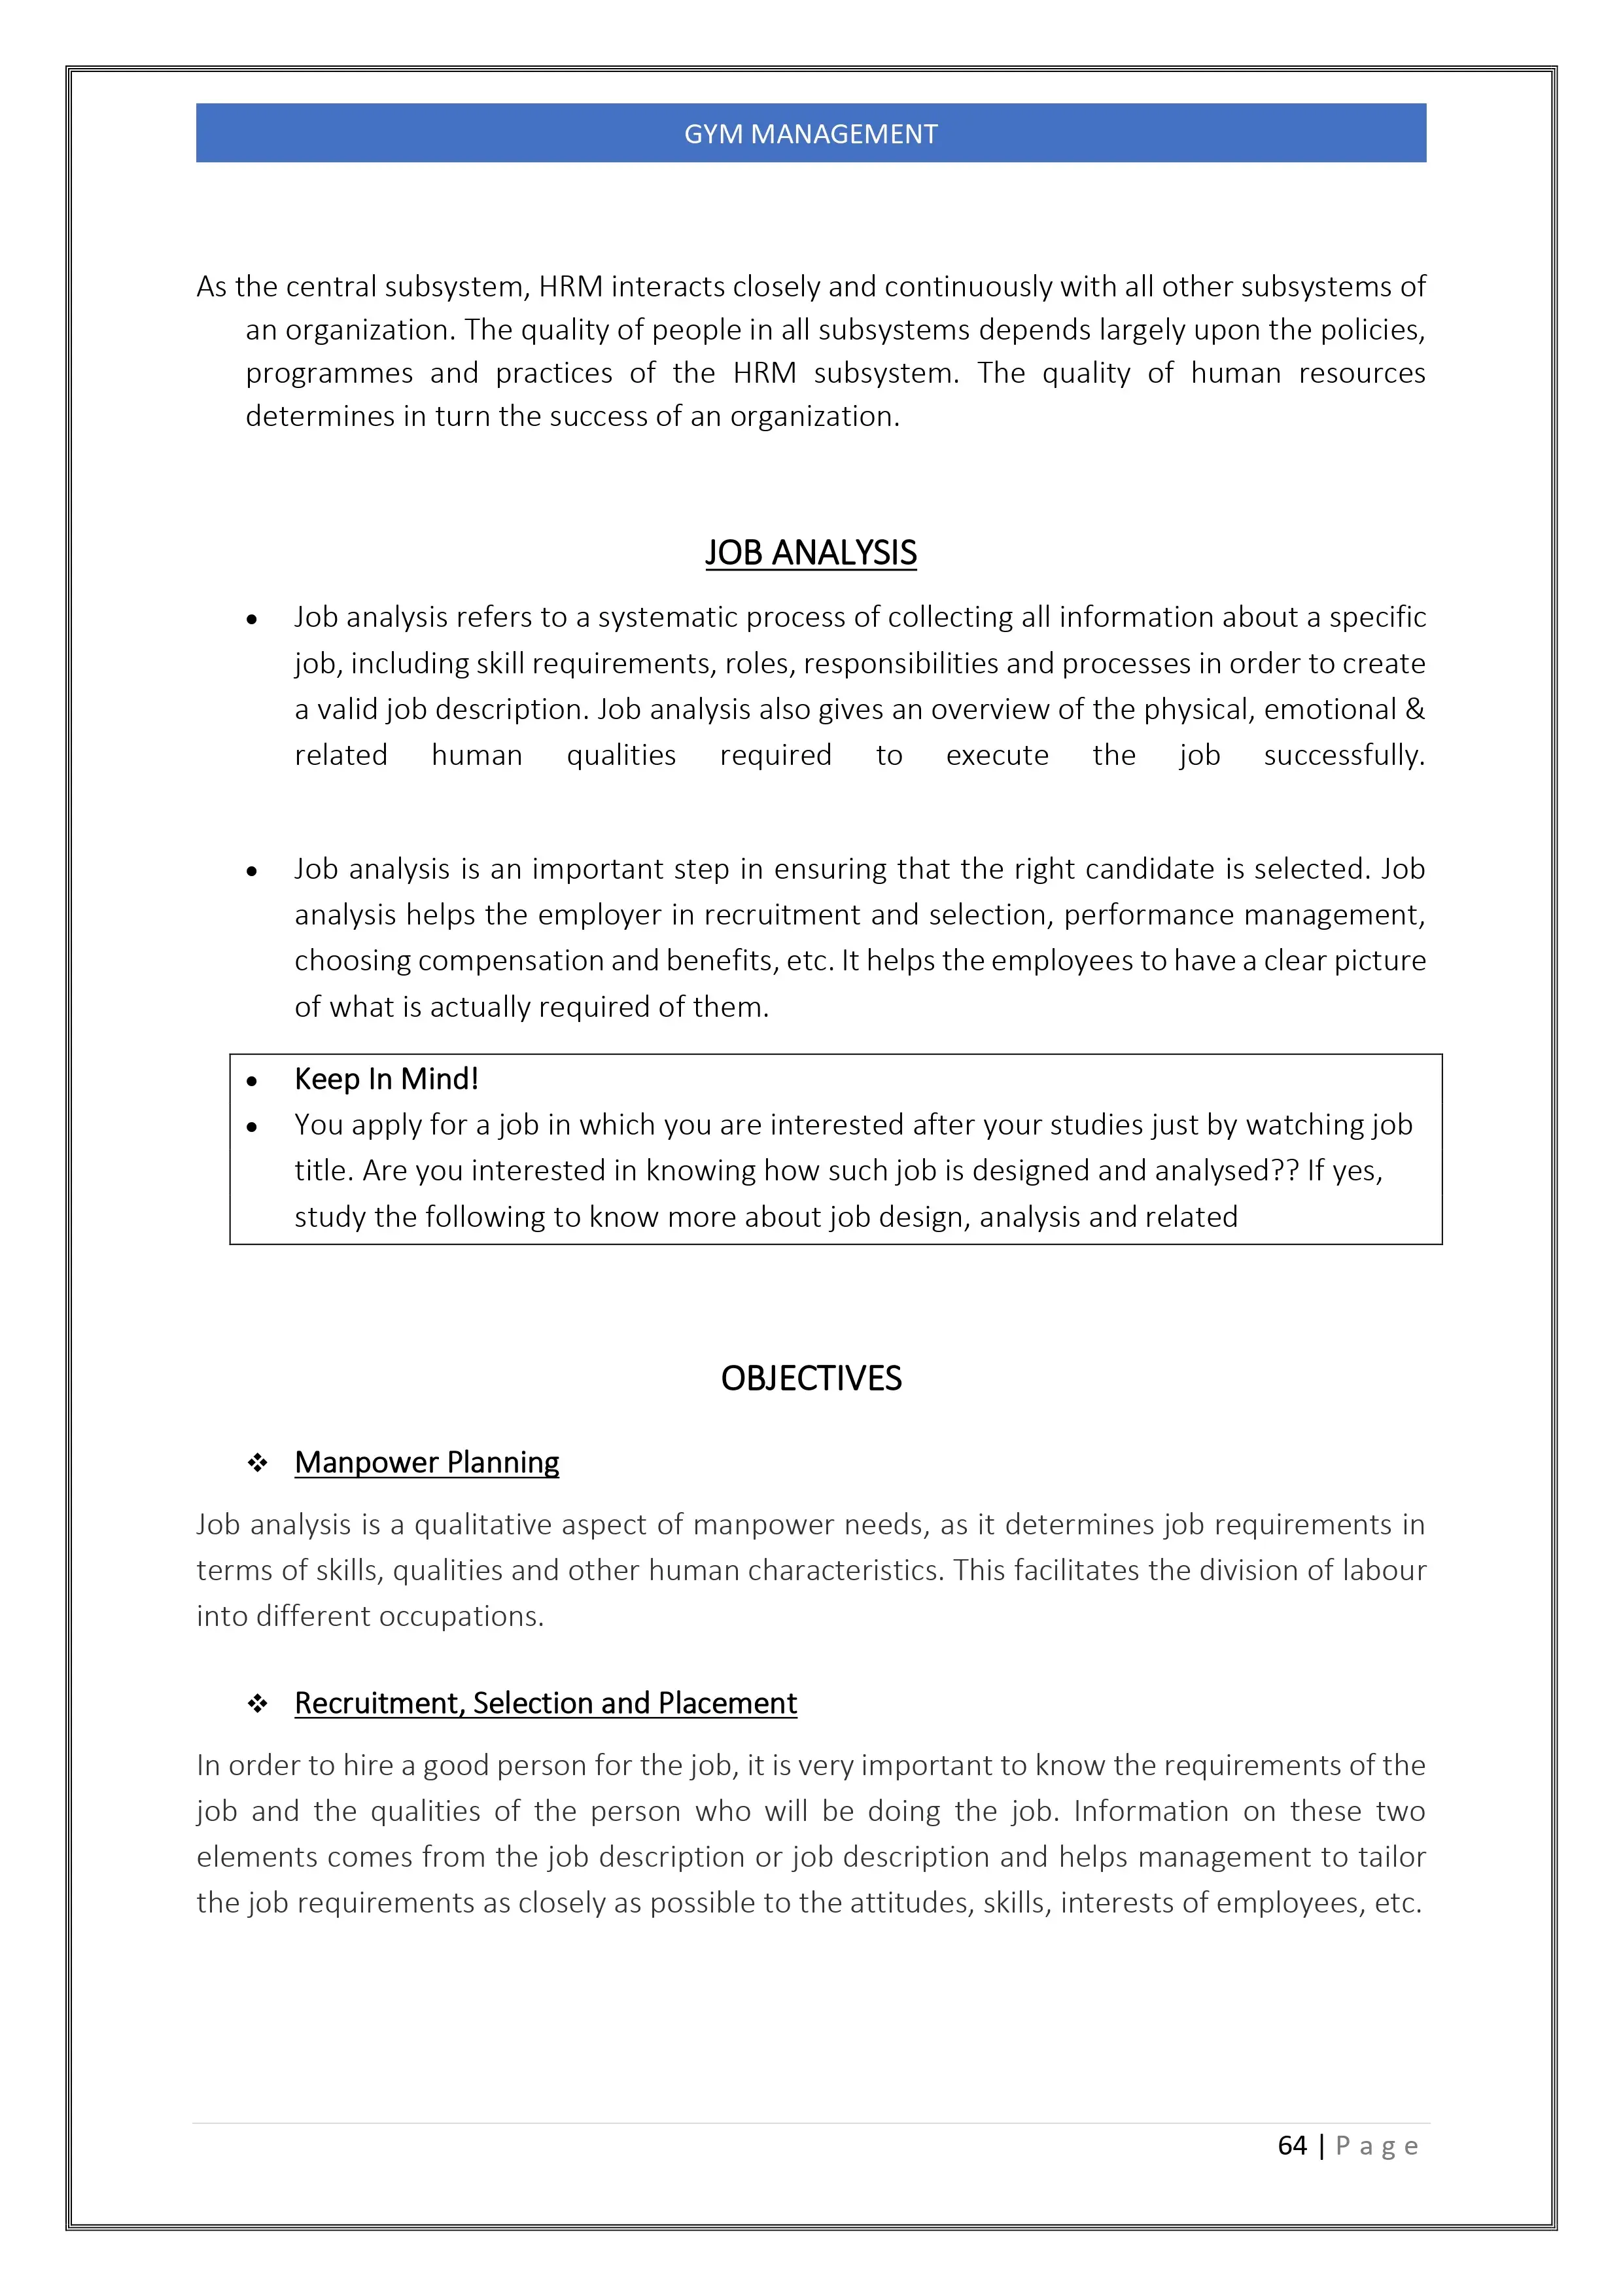 GYM MANAGEMENT
As the central subsystem, HRM interacts closely and continuously with all other subsystems of
an organization. The quality of people in all subsystems depends largely upon the policies,
programmes and practices of the HRM subsystem. The quality of human resources
determines in turn the success of an organization.
JOB ANALYSIS
• Job analysis refers to a systematic process of collecting all information about a specific
job, including skill requirements, roles, responsibilities and processes in order to create
a valid job description. Job analysis also gives an overview of the physical, emotional &
related human qualities required to execute the job successfully.
• Job analysis is an important step in ensuring that the right candidate is selected. Job
analysis helps the employer in recruitment and selection, performance management,
choosing compensation and benefits, etc. It helps the employees to have a clear picture
of what is actually required of them.
• Keep In Mind!
• You apply for a job in which you are interested after your studies just by watching job
title. Are you interested in knowing how such job is designed and analysed?? If yes,
study the following to know more about job design, analysis and related
OBJECTIVES
❖ Manpower Planning
Job analysis is a qualitative aspect of manpower needs, as it determines job requirements in
terms of skills, qualities and other human characteristics. This facilitates the division of labour
into different occupations.
❖ Recruitment, Selection and Placement
In order to hire a good person for the job, it is very important to know the requirements of the
job and the qualities of the person who will be doing the job. Information on these two
elements comes from the job description or job description and helps management to tailor
the job requirements as closely as possible to the attitudes, skills, interests of employees, etc.
64 | Page